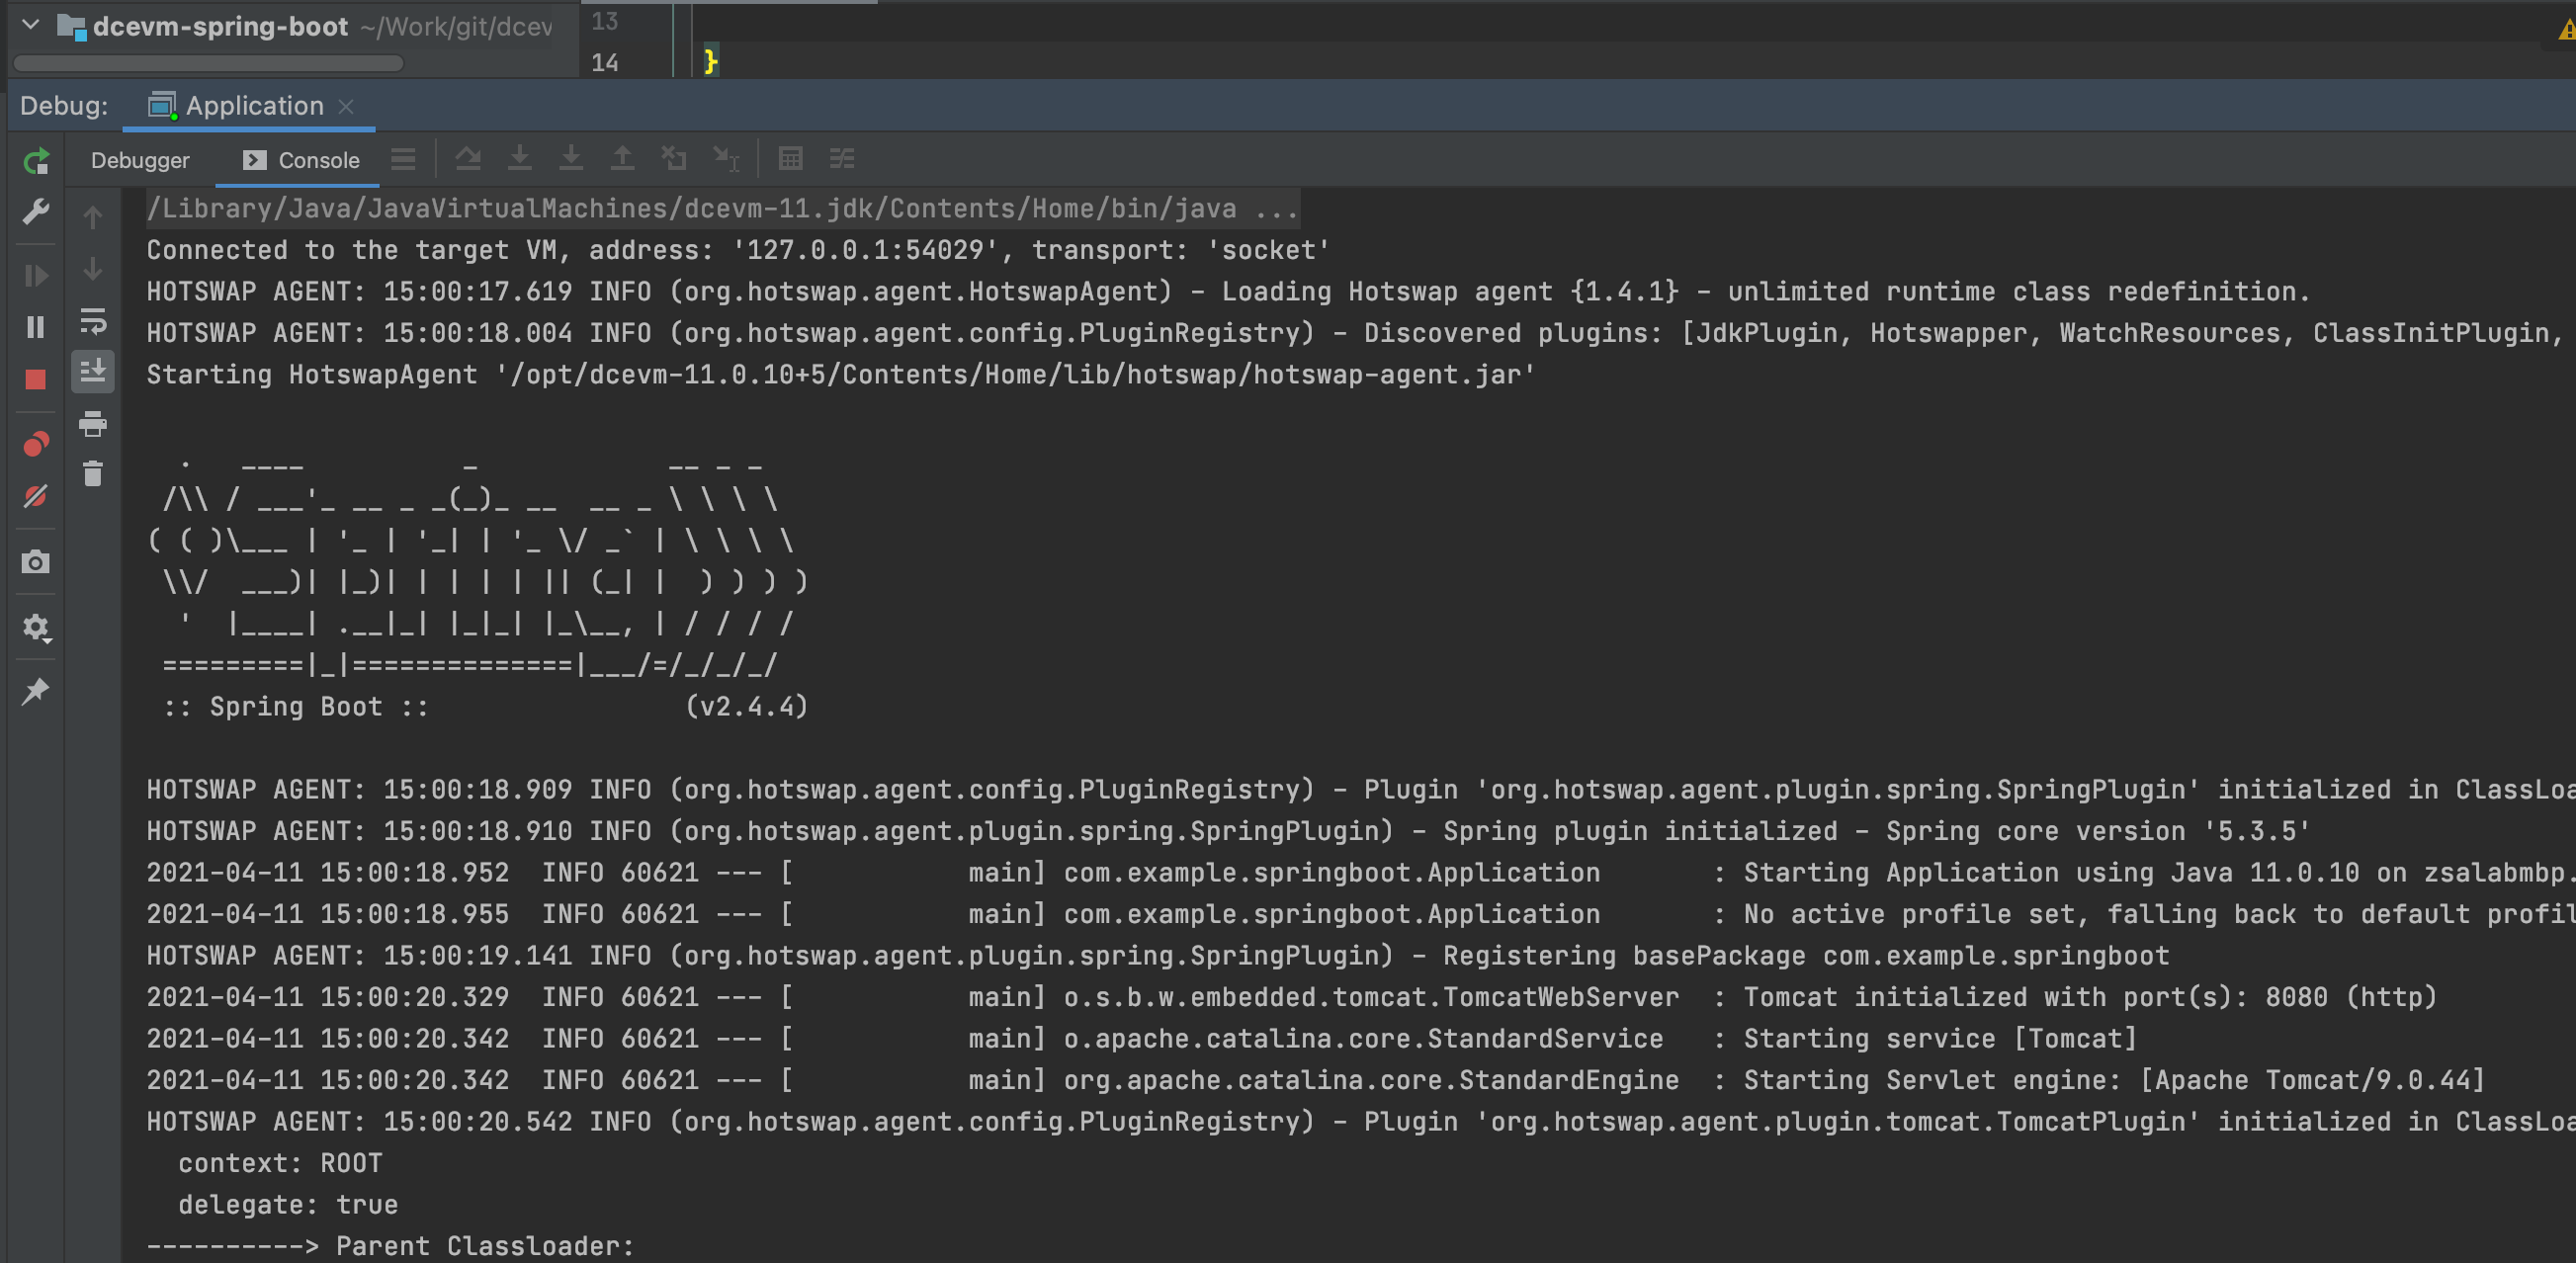 dcevm-spring-boot ~/Work/git/dcev
13
14 }
Debug: Application
Debugger Console
/Library/Java/JavaVirtualMachines/dcevm-11.jdk/Contents/Home/bin/java ...
Connected to the target VM, address: '127.0.0.1:54029', transport: 'socket'
HOTSWAP AGENT: 15:00:17.619 INFO (org.hotswap.agent.HotswapAgent) - Loading Hotswap agent {1.4.1} - unlimited runtime class redefinition.
HOTSWAP AGENT: 15:00:18.004 INFO (org.hotswap.agent.config.PluginRegistry) - Discovered plugins: [JdkPlugin, Hotswapper, WatchResources, ClassInitPlugin,
Starting HotswapAgent '/opt/dcevm-11.0.10+5/Contents/Home/lib/hotswap/hotswap-agent.jar'
  .   ____          _            __ _ _
 /\\ / ___'_ __ _ _(_)_ __  __ _ \ \ \ \
( ( )\___ | '_ | '_| | '_ \/ _` | \ \ \ \
 \\/  ___)| |_)| | | | | || (_| |  ) ) ) )
  '  |____| .__|_| |_|_| |_\__, | / / / /
 =========|_|==============|___/=/_/_/_/
 :: Spring Boot ::                (v2.4.4)
HOTSWAP AGENT: 15:00:18.909 INFO (org.hotswap.agent.config.PluginRegistry) - Plugin 'org.hotswap.agent.plugin.spring.SpringPlugin' initialized in ClassLoa
HOTSWAP AGENT: 15:00:18.910 INFO (org.hotswap.agent.plugin.spring.SpringPlugin) - Spring plugin initialized - Spring core version '5.3.5'
2021-04-11 15:00:18.952  INFO 60621 --- [           main] com.example.springboot.Application       : Starting Application using Java 11.0.10 on zsalabmbp.
2021-04-11 15:00:18.955  INFO 60621 --- [           main] com.example.springboot.Application       : No active profile set, falling back to default profil
HOTSWAP AGENT: 15:00:19.141 INFO (org.hotswap.agent.plugin.spring.SpringPlugin) - Registering basePackage com.example.springboot
2021-04-11 15:00:20.329  INFO 60621 --- [           main] o.s.b.w.embedded.tomcat.TomcatWebServer  : Tomcat initialized with port(s): 8080 (http)
2021-04-11 15:00:20.342  INFO 60621 --- [           main] o.apache.catalina.core.StandardService   : Starting service [Tomcat]
2021-04-11 15:00:20.342  INFO 60621 --- [           main] org.apache.catalina.core.StandardEngine  : Starting Servlet engine: [Apache Tomcat/9.0.44]
HOTSWAP AGENT: 15:00:20.542 INFO (org.hotswap.agent.config.PluginRegistry) - Plugin 'org.hotswap.agent.plugin.tomcat.TomcatPlugin' initialized in ClassLoa
  context: ROOT
  delegate: true
----------> Parent Classloader: